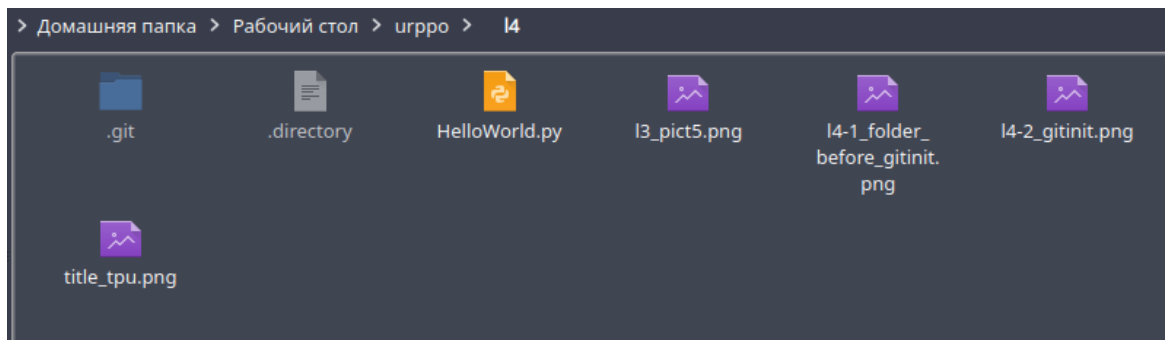 > Домашняя папка > Рабочий стол > urppo > l4
.git
.directory
HelloWorld.py
l3_pict5.png
l4-1_folder_
before_gitinit.
png
l4-2_gitinit.png
title_tpu.png